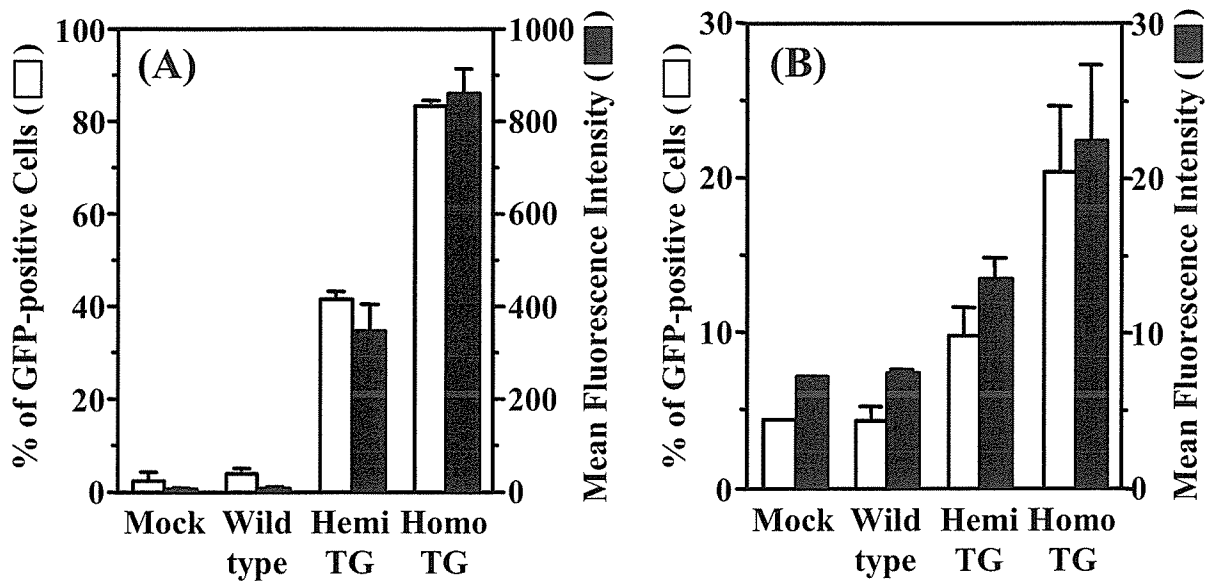 (A)
% of GFP-positive Cells ( )
100
80
60
40
20
0
Mean Fluorescence Intensity ( )
1000
800
600
400
200
0
Mock Wild type Hemi TG Homo TG
(B)
% of GFP-positive Cells ( )
30
20
10
0
Mean Fluorescence Intensity ( )
30
20
10
0
Mock Wild type Hemi TG Homo TG